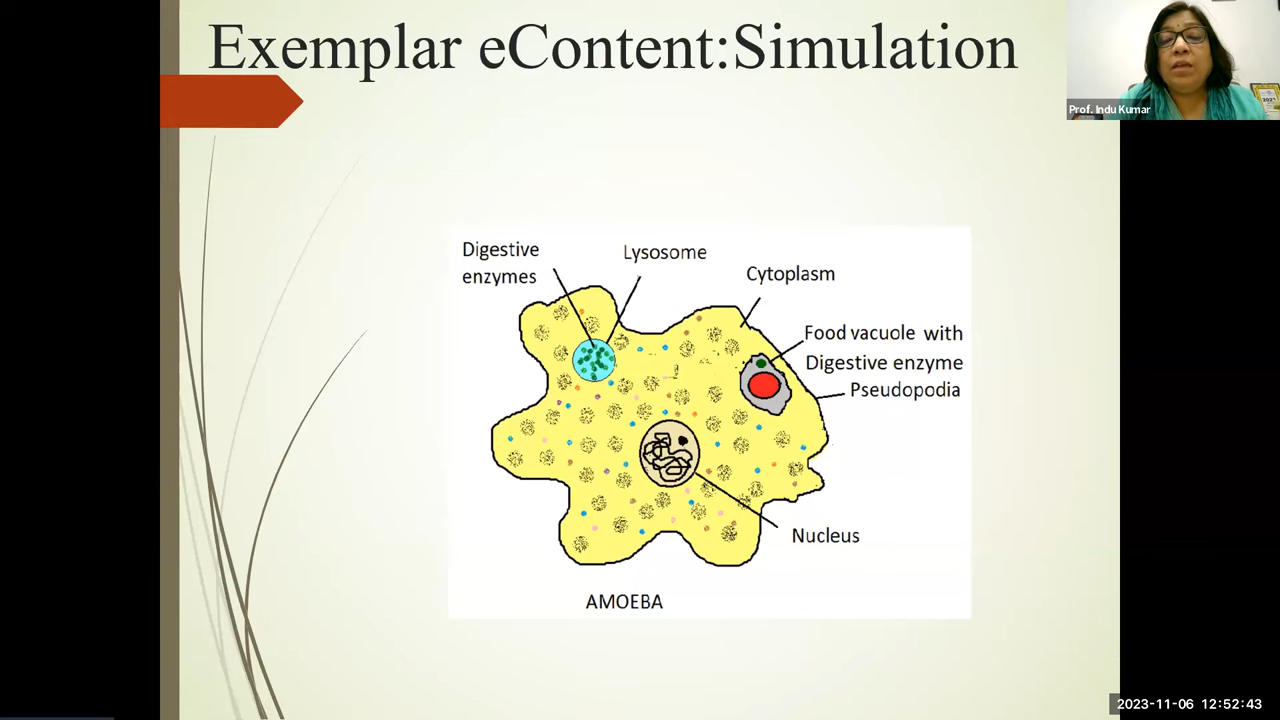 Exemplar eContent:Simulation
Prof. Indu Kumar
Digestive
enzymes
Lysosome
Cytoplasm
Food vacuole with
Digestive enzyme
Pseudopodia
Nucleus
AMOEBA
2023-11-06 12:52:43